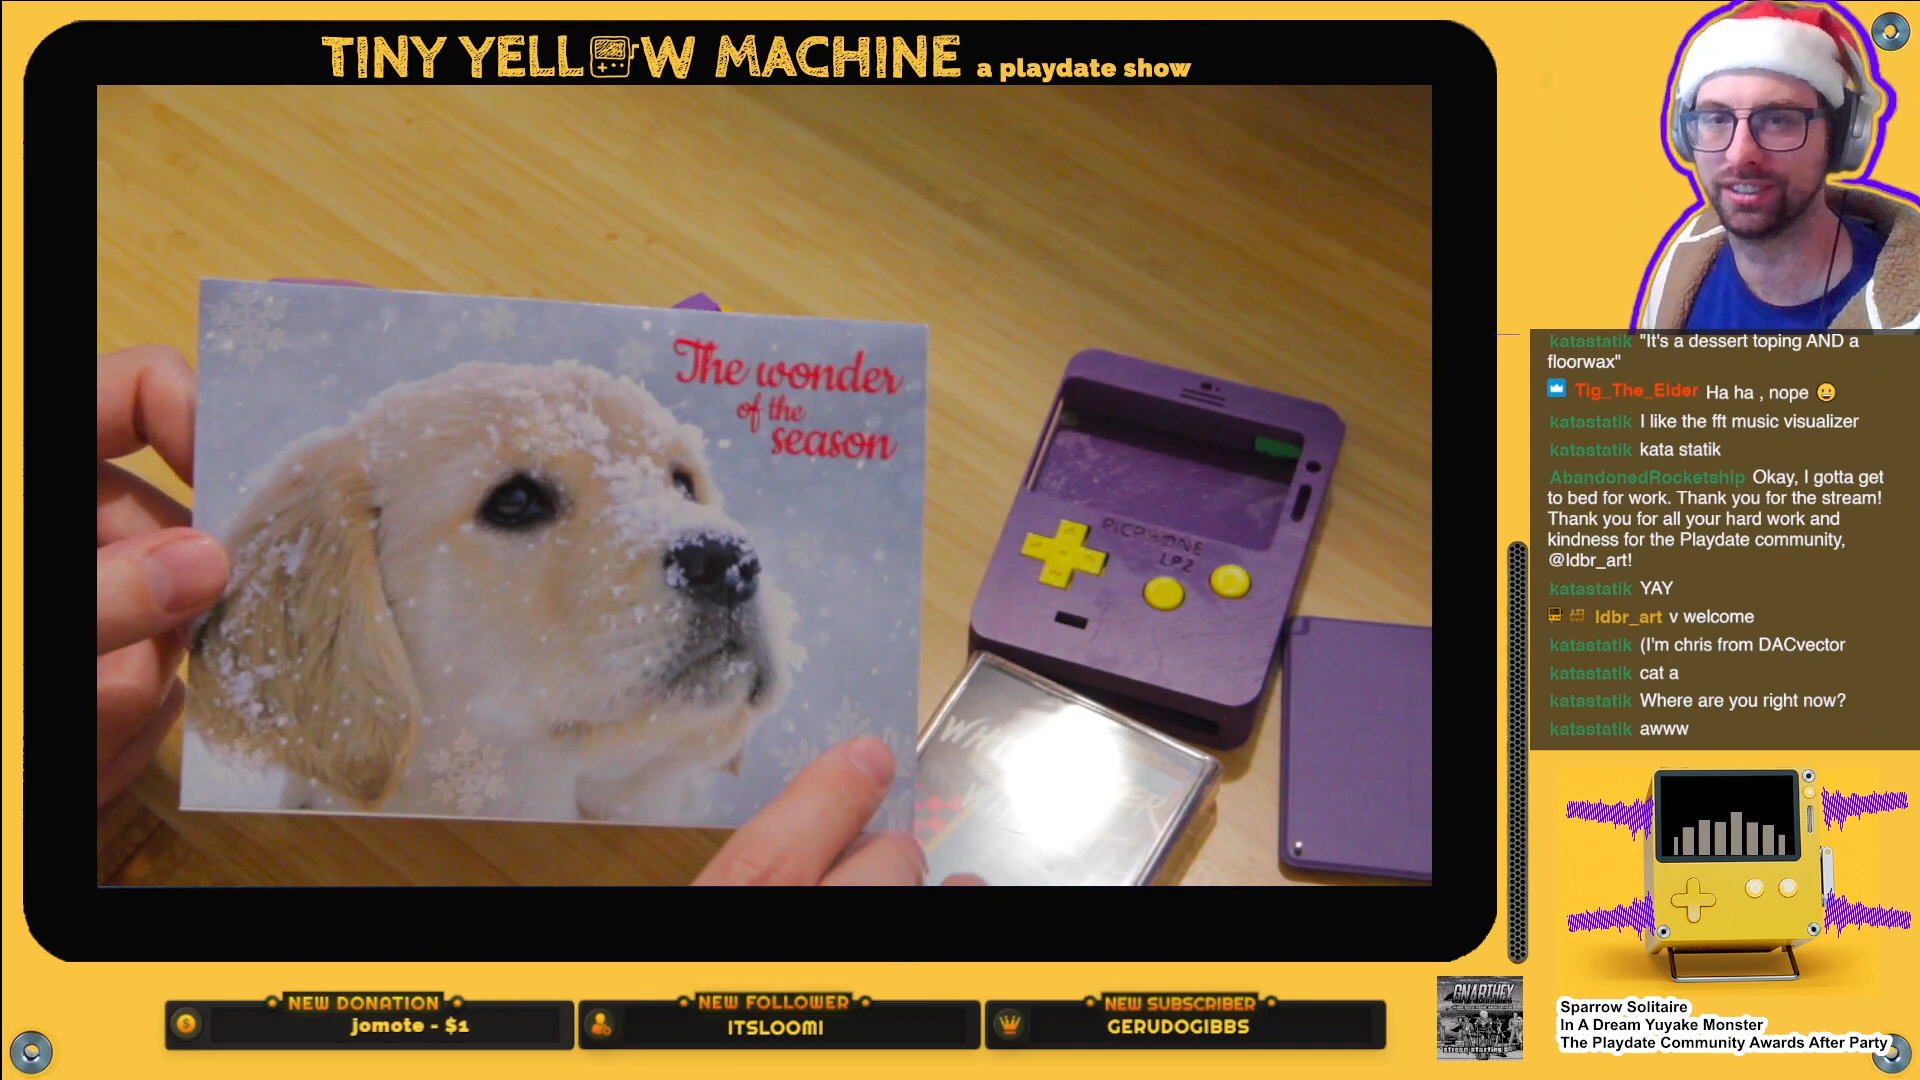 TINY YELLOW MACHINE a playdate show
The wonder
of the
season
PICPHONE
LPZ
katastatik "It's a dessert toping AND a
floorwax"
Tig_The_Elder Ha ha , nope 😀
katastatik I like the fft music visualizer
katastatik kata statik
AbandonedRocketship Okay, I gotta get
to bed for work. Thank you for the stream!
Thank you for all your hard work and
kindness for the Playdate community,
@ldbr_art!
katastatik YAY
ldbr_art v welcome
katastatik (I'm chris from DACvector
katastatik cat a
katastatik Where are you right now?
katastatik awww
NEW DONATION
jomote - $1
NEW FOLLOWER
ITSLOOMI
NEW SUBSCRIBER
GERUDOGIBBS
Sparrow Solitaire
In A Dream Yuyake Monster
The Playdate Community Awards After Party